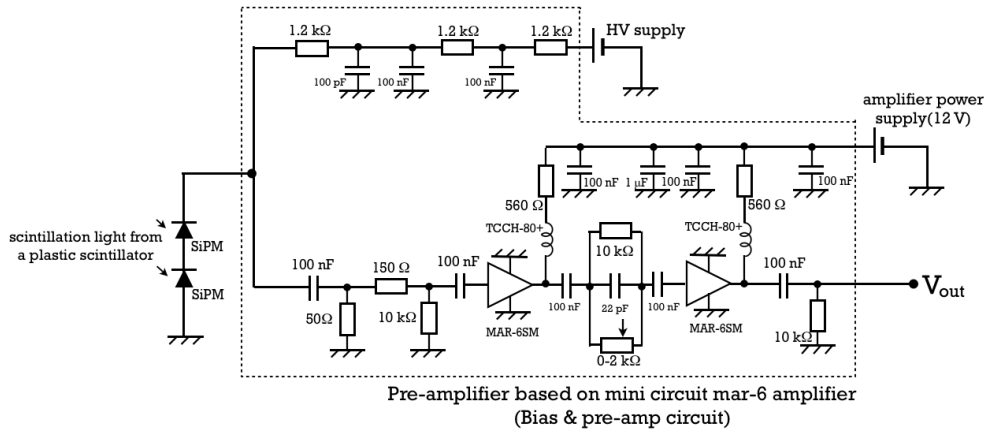 1.2 kΩ
1.2 kΩ
1.2 kΩ
HV supply
100 pF
100 nF
100 nF
amplifier power
supply(12 V)
100 nF
1 µF
100 nF
100 nF
560 Ω
560 Ω
TCCH-80+
TCCH-80+
scintillation light from
a plastic scintillator
SiPM
SiPM
100 nF
150 Ω
100 nF
10 kΩ
100 nF
50Ω
10 kΩ
MAR-6SM
100 nF
22 pF
100 nF
MAR-6SM
0-2 kΩ
10 kΩ
Vout
Pre-amplifier based on mini circuit mar-6 amplifier
(Bias & pre-amp circuit)